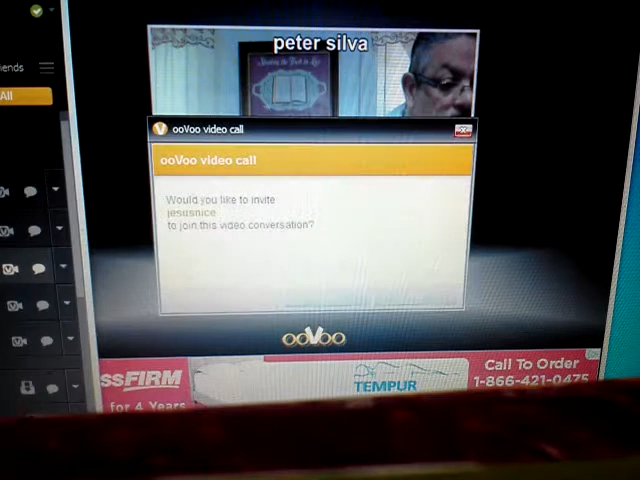 peter silva
iends
All
ooVoo video call
ooVoo video call
Would you like to invite
jesusnice
to join this video conversation?
ooVoo
ssFIRM
for 4 Years
TEMPUR
Call To Order
1-866-421-0475